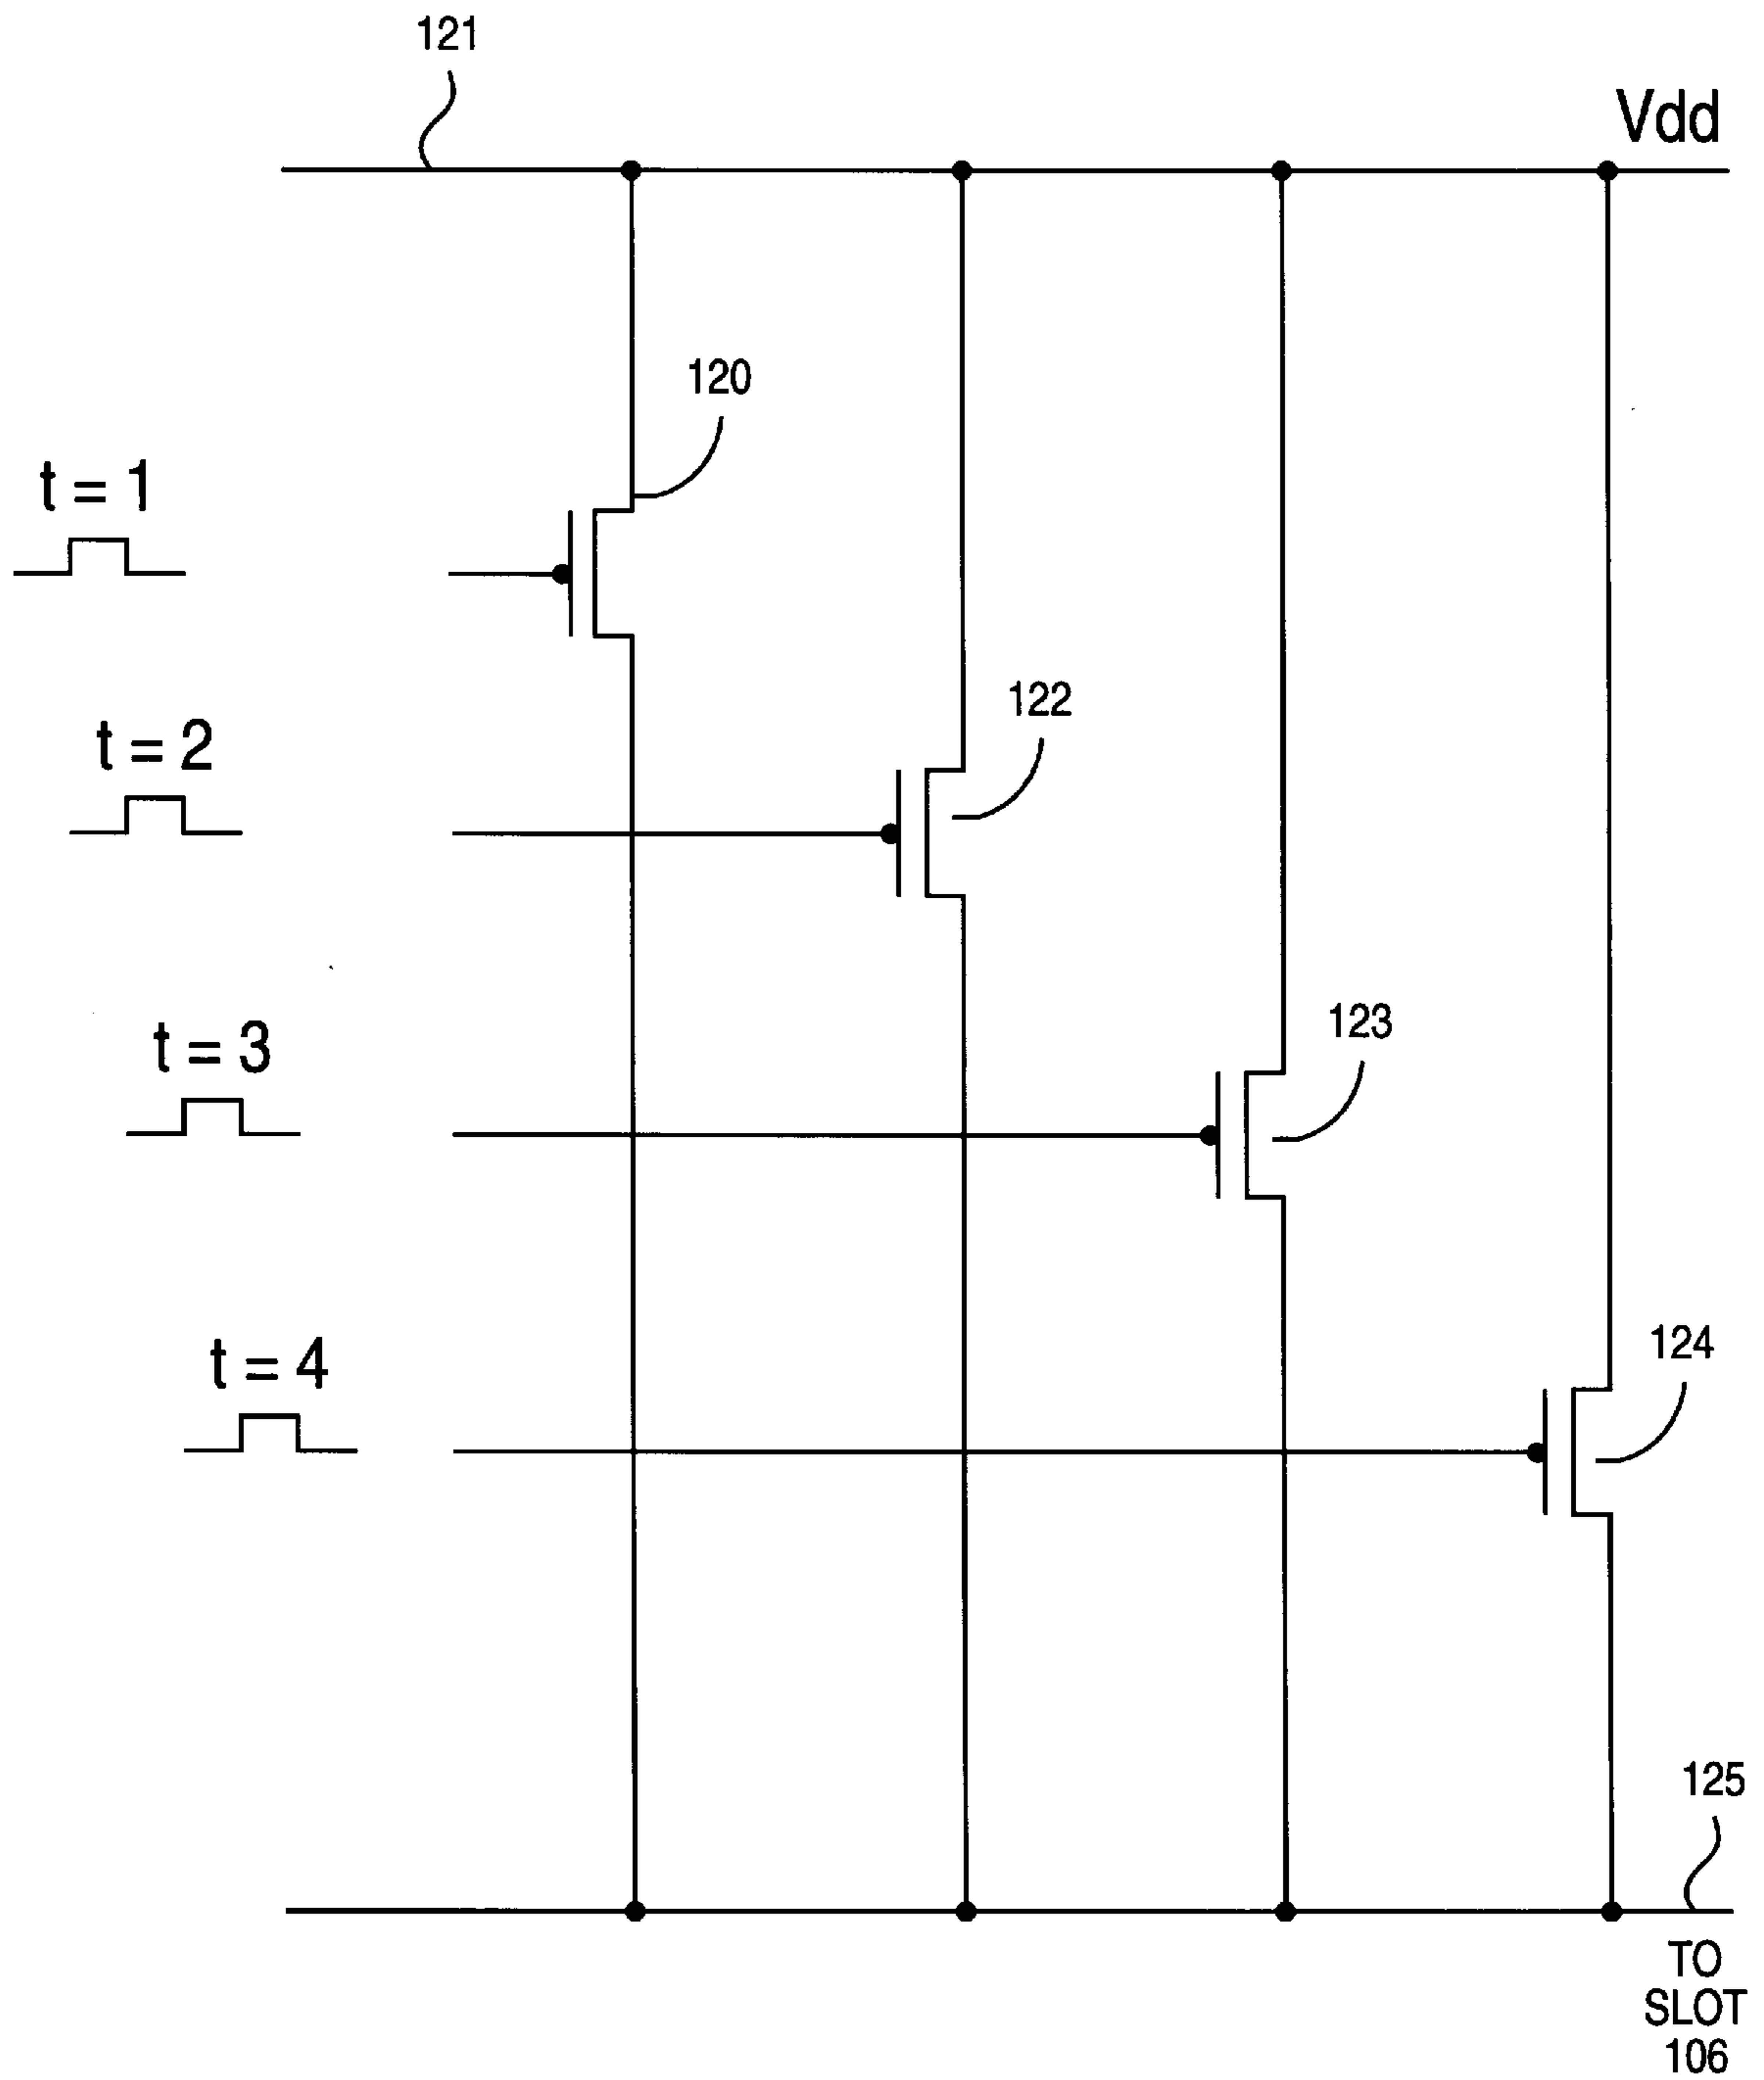 121
Vdd
120
t = 1
122
t = 2
123
t = 3
124
t = 4
125
TO
SLOT
106